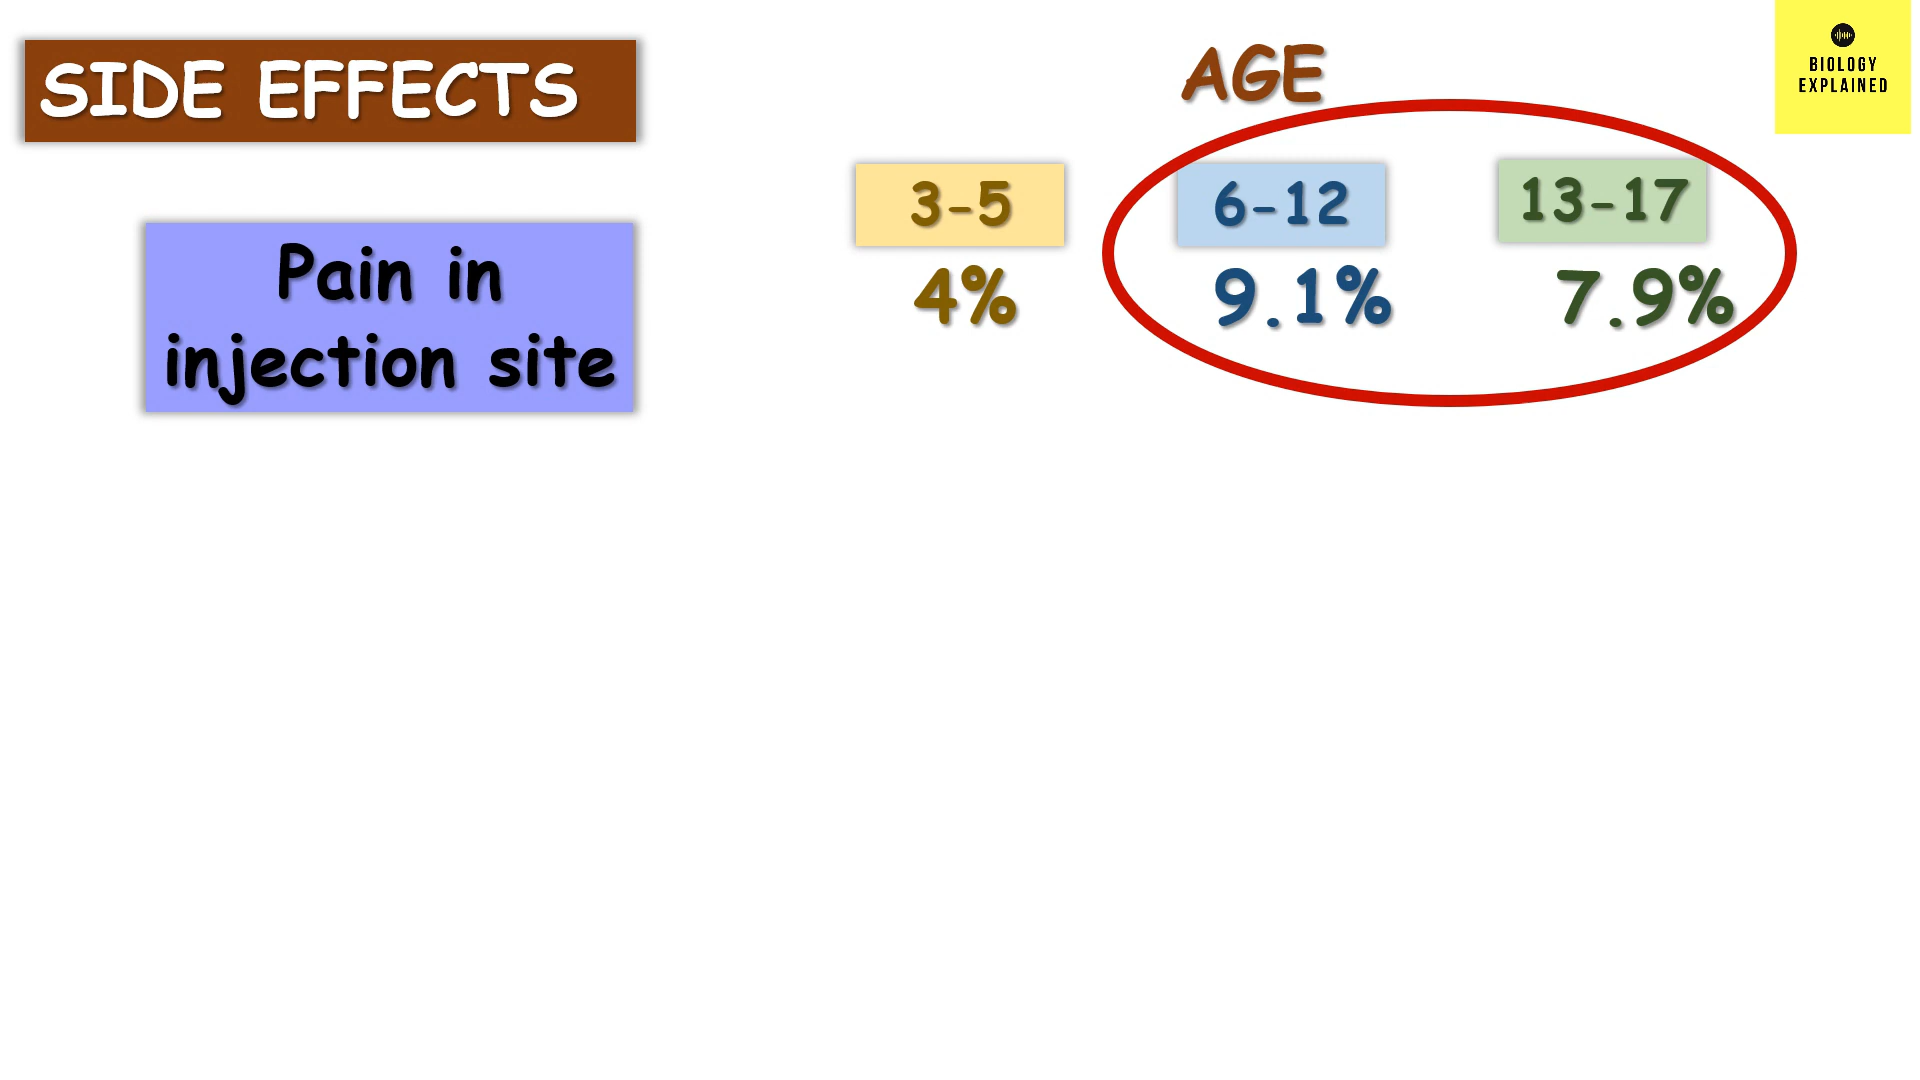 SIDE EFFECTS
AGE
BIOLOGY
EXPLAINED
3-5
6-12
13-17
Pain in
injection site
4%
9.1%
7.9%